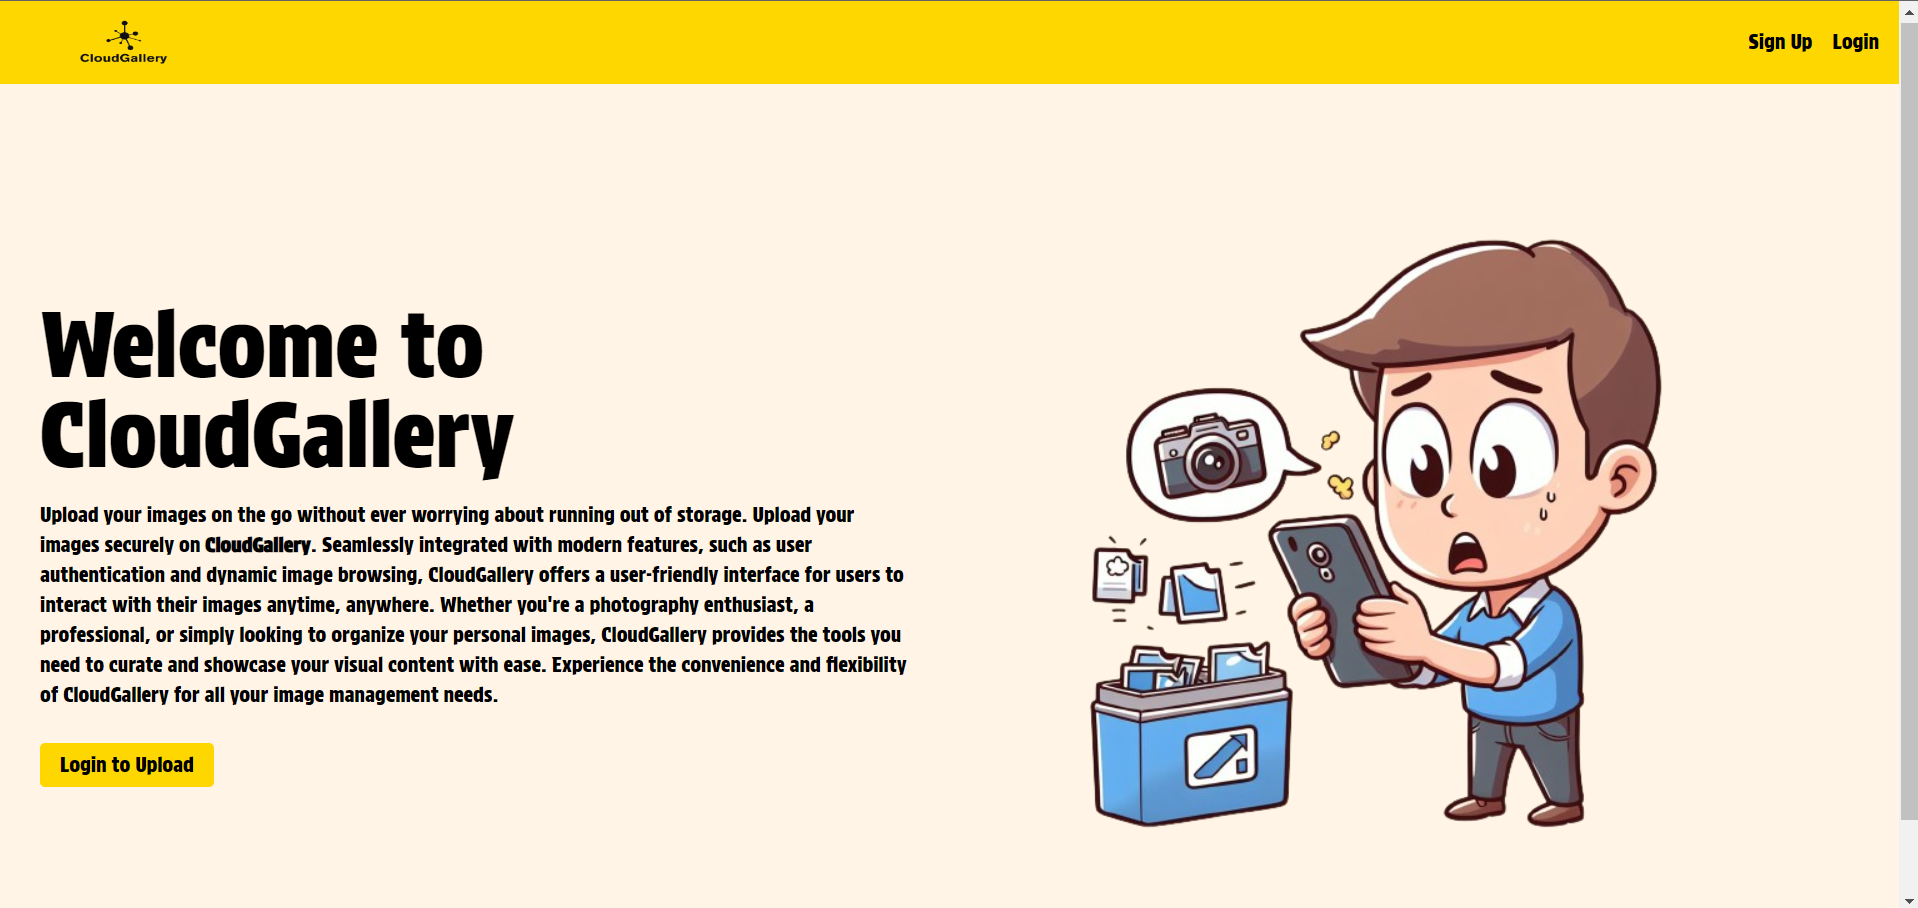 CloudGallery
Sign Up
Login
Welcome to
CloudGallery
Upload your images on the go without ever worrying about running out of storage. Upload your
images securely on CloudGallery. Seamlessly integrated with modern features, such as user
authentication and dynamic image browsing, CloudGallery offers a user-friendly interface for users to
interact with their images anytime, anywhere. Whether you're a photography enthusiast, a
professional, or simply looking to organize your personal images, CloudGallery provides the tools you
need to curate and showcase your visual content with ease. Experience the convenience and flexibility
of CloudGallery for all your image management needs.
Login to Upload